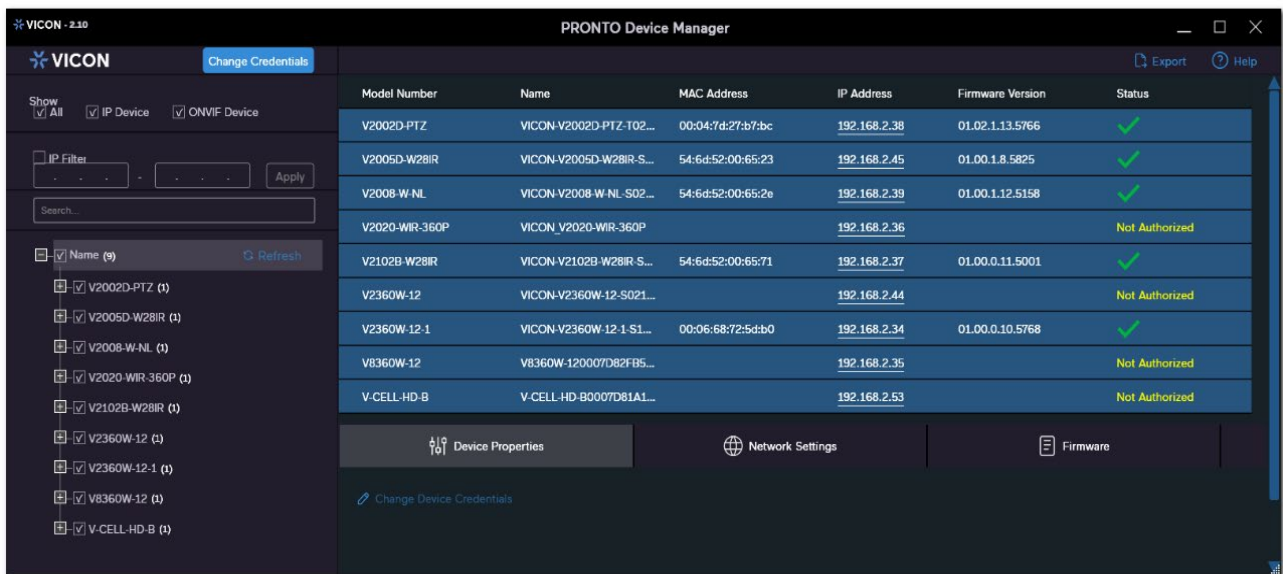 VICON - 2.10
PRONTO Device Manager
VICON
Change Credentials
Export
Help
Show
All
IP Device
ONVIF Device
IP Filter
. . . - . . .
Apply
Search...
Name (9)
Refresh
V2002D-PTZ (1)
V2005D-W28IR (1)
V2008-W-NL (1)
V2020-WIR-360P (1)
V2102B-W28IR (1)
V2360W-12 (1)
V2360W-12-1 (1)
V8360W-12 (1)
V-CELL-HD-B (1)
Model Number Name MAC Address IP Address Firmware Version Status
V2002D-PTZ VICON-V2002D-PTZ-T02... 00:04:7d:27:b7:bc 192.168.2.38 01.02.1.13.5766
V2005D-W28IR VICON-V2005D-W28IR-S... 54:6d:52:00:65:23 192.168.2.45 01.00.1.8.5825
V2008-W-NL VICON-V2008-W-NL-S02... 54:6d:52:00:65:2e 192.168.2.39 01.00.1.12.5158
V2020-WIR-360P VICON_V2020-WIR-360P 192.168.2.36 Not Authorized
V2102B-W28IR VICON-V2102B-W28IR-S... 54:6d:52:00:65:71 192.168.2.37 01.00.0.11.5001
V2360W-12 VICON-V2360W-12-S021... 192.168.2.44 Not Authorized
V2360W-12-1 VICON-V2360W-12-1-S1... 00:06:68:72:5d:b0 192.168.2.34 01.00.0.10.5768
V8360W-12 V8360W-120007D82FB5... 192.168.2.35 Not Authorized
V-CELL-HD-B V-CELL-HD-B0007D81A1... 192.168.2.53 Not Authorized
Device Properties
Network Settings
Firmware
Change Device Credentials